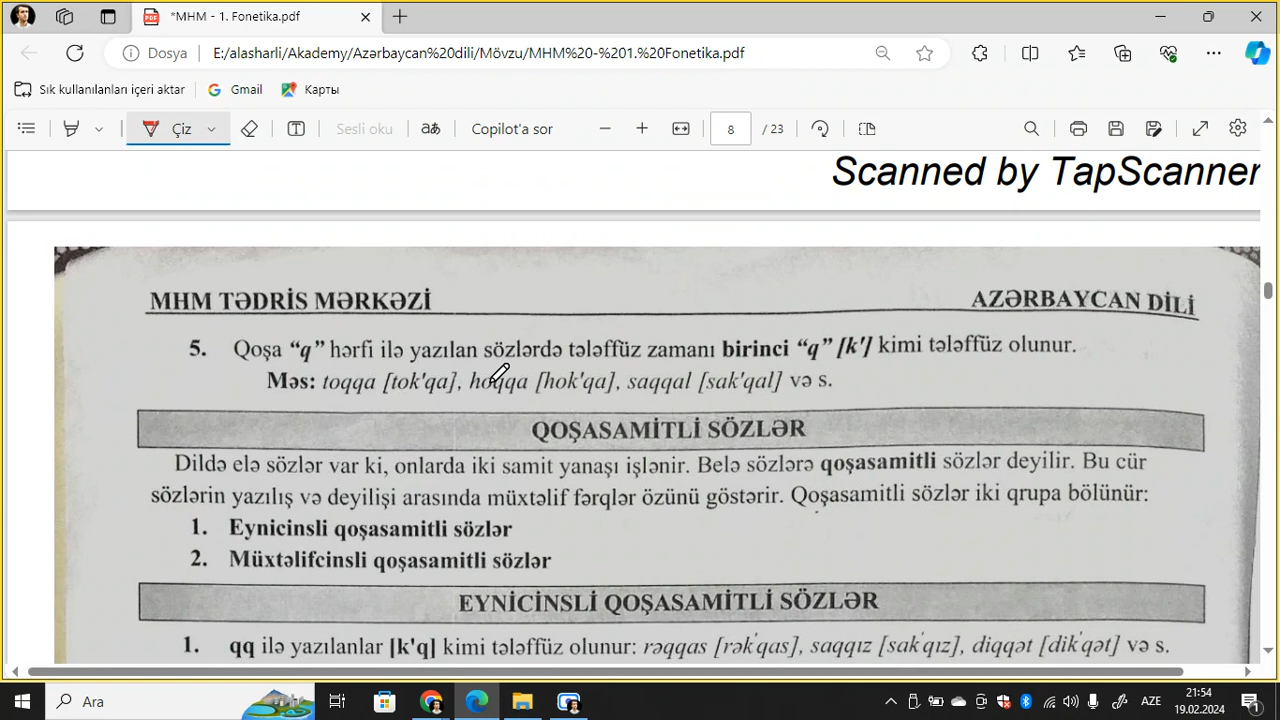 *MHM - 1. Fonetika.pdf
Dosya E:/alasharli/Akademy/Azərbaycan%20dili/Mövzu/MHM%20-%201.%20Fonetika.pdf
Sık kullanılanları içeri aktar Gmail Карты
Çiz Sesli oku aあ Copilot'a sor 8 / 23
Scanned by TapScanner
MHM TƏDRİS MƏRKƏZİ AZƏRBAYCAN DİLİ
5. Qoşa “q” hərfi ilə yazılan sözlərdə tələffüz zamanı birinci “q” [k'] kimi tələffüz olunur.
Məs: toqqa [tok'qa], hoqqa [hok'qa], saqqal [sak'qal] və s.
QOŞASAMİTLİ SÖZLƏR
Dildə elə sözlər var ki, onlarda iki samit yanaşı işlənir. Belə sözlərə qoşasamitli sözlər deyilir. Bu cür
sözlərin yazılış və deyilişi arasında müxtəlif fərqlər özünü göstərir. Qoşasamitli sözlər iki qrupa bölünür:
1. Eynicinsli qoşasamitli sözlər
2. Müxtəlifcinsli qoşasamitli sözlər
EYNİCİNSLİ QOŞASAMİTLİ SÖZLƏR
1. qq ilə yazılanlar [k'q] kimi tələffüz olunur: rəqqas [rək'qas], saqqız [sak'qız], diqqət [dik'qət] və s.
Ara AZE 21:54
19.02.2024